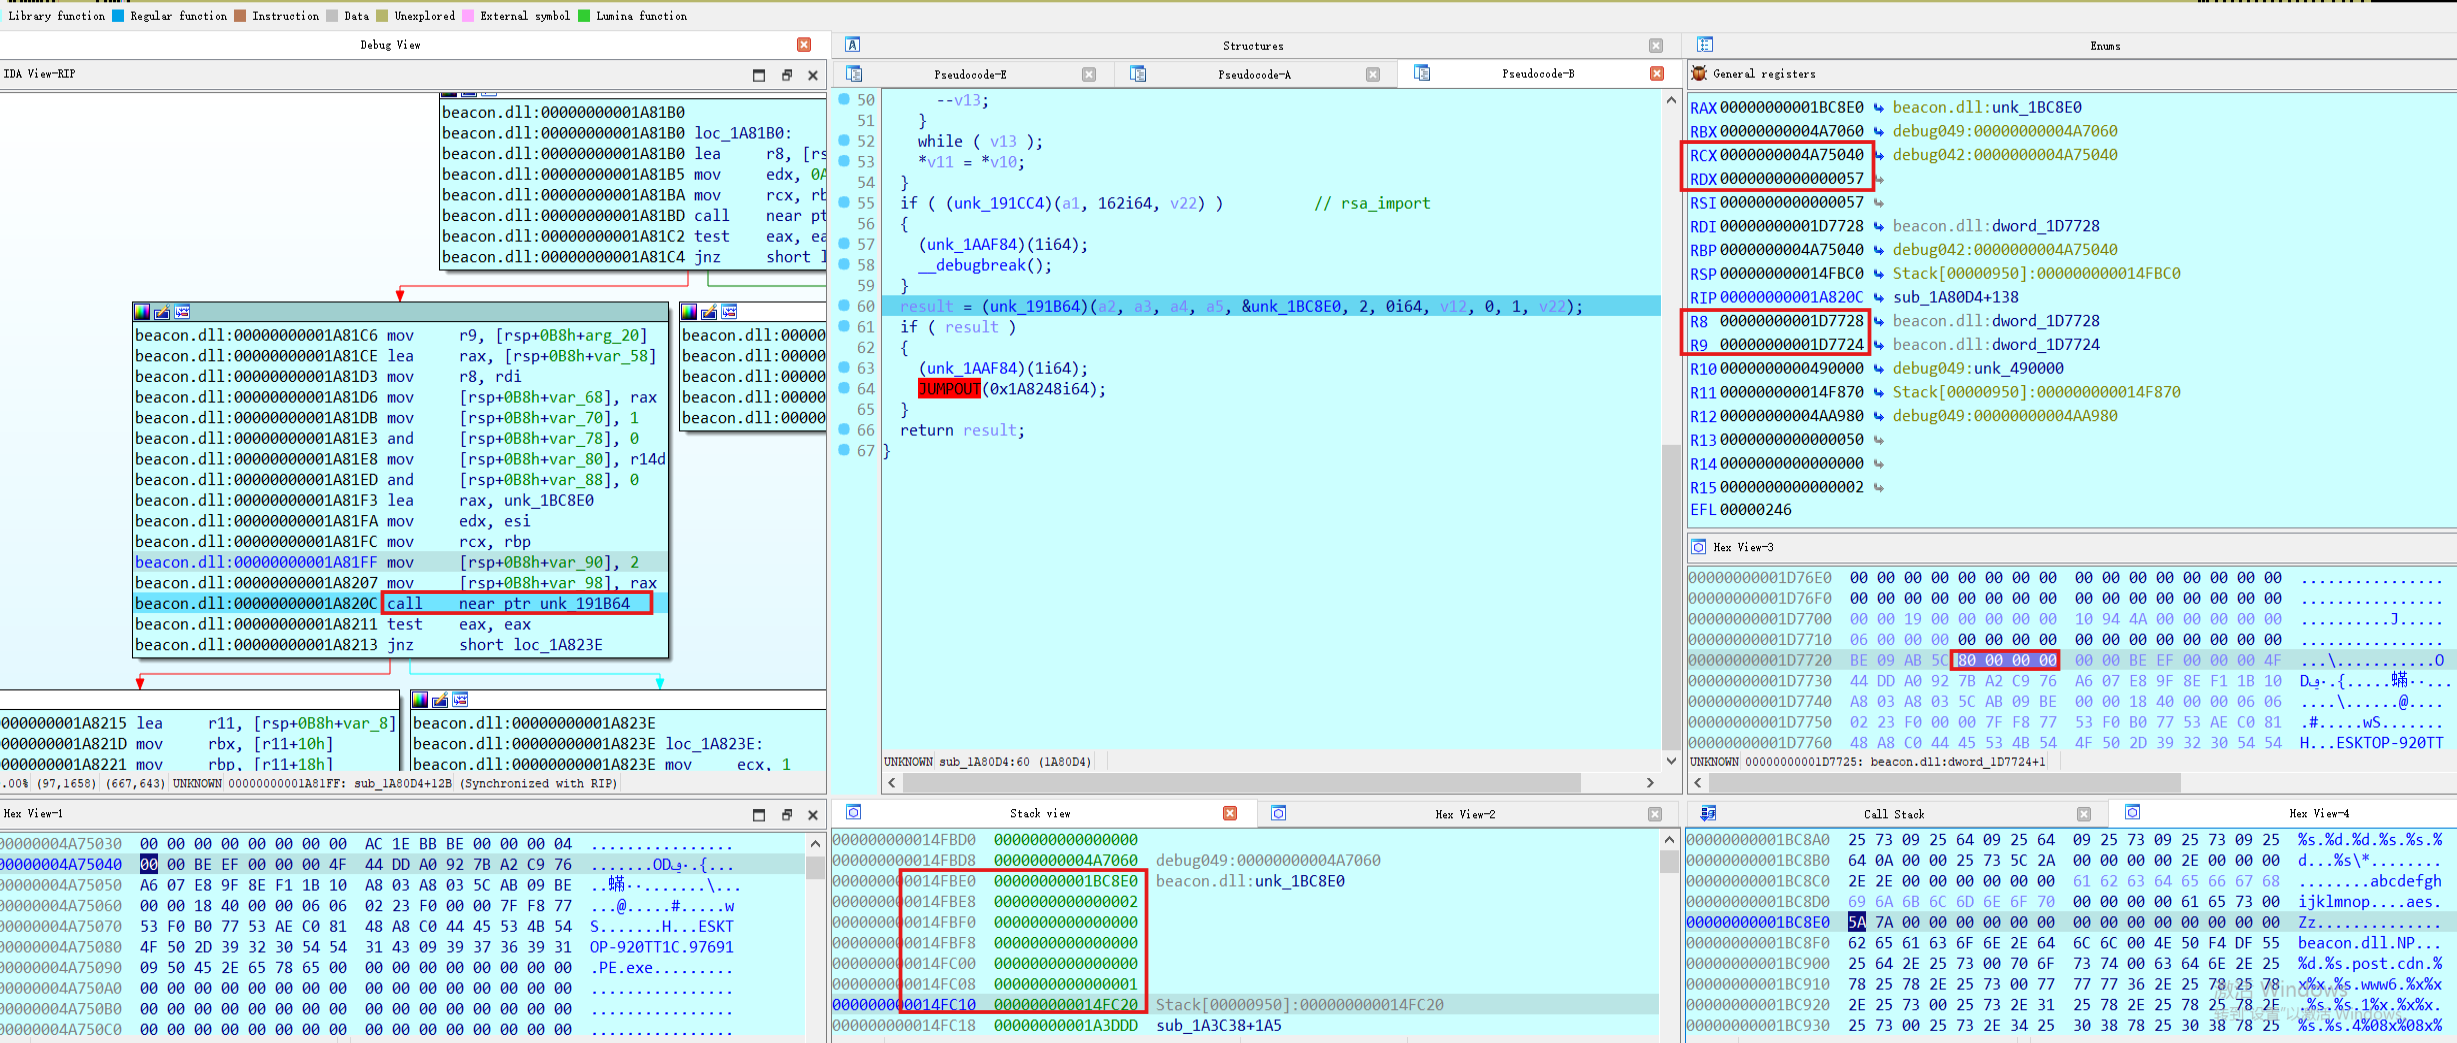 Library function Regular function Instruction Data Unexplored External symbol Lumina function
Debug View
IDA View-RIP
beacon.dll:00000000001A81B0
beacon.dll:00000000001A81B0 loc_1A81B0:
beacon.dll:00000000001A81B0 lea r8, [rs
beacon.dll:00000000001A81B5 mov edx, 0A
beacon.dll:00000000001A81BA mov rcx, rb
beacon.dll:00000000001A81BD call near pt
beacon.dll:00000000001A81C2 test eax, ea
beacon.dll:00000000001A81C4 jnz short l
beacon.dll:00000000001A81C6 mov r9, [rsp+0B8h+arg_20]
beacon.dll:00000000001A81CE lea rax, [rsp+0B8h+var_58]
beacon.dll:00000000001A81D3 mov r8, rdi
beacon.dll:00000000001A81D6 mov [rsp+0B8h+var_68], rax
beacon.dll:00000000001A81DB mov [rsp+0B8h+var_70], 1
beacon.dll:00000000001A81E3 and [rsp+0B8h+var_78], 0
beacon.dll:00000000001A81E8 mov [rsp+0B8h+var_80], r14d
beacon.dll:00000000001A81ED and [rsp+0B8h+var_88], 0
beacon.dll:00000000001A81F3 lea rax, unk_1BC8E0
beacon.dll:00000000001A81FA mov edx, esi
beacon.dll:00000000001A81FC mov rcx, rbp
beacon.dll:00000000001A81FF mov [rsp+0B8h+var_90], 2
beacon.dll:00000000001A8207 mov [rsp+0B8h+var_98], rax
beacon.dll:00000000001A820C call near ptr unk_191B64
beacon.dll:00000000001A8211 test eax, eax
beacon.dll:00000000001A8213 jnz short loc_1A823E
beacon.dll:00000
beacon.dll:00000
beacon.dll:00000
beacon.dll:00000
beacon.dll:00000
0000000001A8215 lea r11, [rsp+0B8h+var_8]
0000000001A821D mov rbx, [r11+10h]
0000000001A8221 mov rbp, [r11+18h]
beacon.dll:00000000001A823E
beacon.dll:00000000001A823E loc_1A823E:
beacon.dll:00000000001A823E mov ecx, 1
.00% (97,1658) (667,643) UNKNOWN 00000000001A81FF: sub_1A80D4+12B (Synchronized with RIP)
Structures
Pseudocode-E Pseudocode-A Pseudocode-B
50 --v13;
51 }
52 while ( v13 );
53 *v11 = *v10;
54 }
55 if ( (unk_191CC4)(a1, 162i64, v22) ) // rsa_import
56 {
57 (unk_1AAF84)(1i64);
58 __debugbreak();
59 }
60 result = (unk_191B64)(a2, a3, a4, a5, &unk_1BC8E0, 2, 0i64, v12, 0, 1, v22);
61 if ( result )
62 {
63 (unk_1AAF84)(1i64);
64 JUMPOUT(0x1A8248i64);
65 }
66 return result;
67 }
UNKNOWN sub_1A80D4:60 (1A80D4)
Enums
General registers
RAX 00000000001BC8E0 beacon.dll:unk_1BC8E0
RBX 00000000004A7060 debug049:00000000004A7060
RCX 0000000004A75040 debug042:0000000004A75040
RDX 0000000000000057
RSI 0000000000000057
RDI 00000000001D7728 beacon.dll:dword_1D7728
RBP 0000000004A75040 debug042:0000000004A75040
RSP 000000000014FBC0 Stack[00000950]:000000000014FBC0
RIP 00000000001A820C sub_1A80D4+138
R8 00000000001D7728 beacon.dll:dword_1D7728
R9 00000000001D7724 beacon.dll:dword_1D7724
R10 0000000000490000 debug049:unk_490000
R11 000000000014F870 Stack[00000950]:000000000014F870
R12 00000000004AA980 debug049:00000000004AA980
R13 0000000000000050
R14 0000000000000000
R15 0000000000000002
EFL 00000246
Hex View-3
00000000001D76E0 00 00 00 00 00 00 00 00 00 00 00 00 00 00 00 00 ................
00000000001D76F0 00 00 00 00 00 00 00 00 00 00 00 00 00 00 00 00 ................
00000000001D7700 00 00 19 00 00 00 00 00 10 94 4A 00 00 00 00 00 ..........J.....
00000000001D7710 06 00 00 00 00 00 00 00 00 00 00 00 00 00 00 00 ................
00000000001D7720 BE 09 AB 5C 80 00 00 00 00 00 BE EF 00 00 00 4F ...\...........O
00000000001D7730 44 DD A0 92 7B A2 C9 76 A6 07 E8 9F 8E F1 1B 10
00000000001D7740 A8 03 A8 03 5C AB 09 BE 00 00 18 40 00 00 06 06 ....\......@....
00000000001D7750 02 23 F0 00 00 7F F8 77 53 F0 B0 77 53 AE C0 81 .#.....wS.......
00000000001D7760 48 A8 C0 44 45 53 4B 54 4F 50 2D 39 32 30 54 54 H...ESKTOP-920TT
UNKNOWN 00000000001D7725: beacon.dll:dword_1D7724+1
Hex View-1
00000004A75030 00 00 00 00 00 00 00 00 AC 1E BB BE 00 00 00 04 ................
00000004A75040 00 00 BE EF 00 00 00 4F 44 DD A0 92 7B A2 C9 76
00000004A75050 A6 07 E8 9F 8E F1 1B 10 A8 03 A8 03 5C AB 09 BE
00000004A75060 00 00 18 40 00 00 06 06 02 23 F0 00 00 7F F8 77 ...@.....#.....w
00000004A75070 53 F0 B0 77 53 AE C0 81 48 A8 C0 44 45 53 4B 54 S.......H...ESKT
00000004A75080 4F 50 2D 39 32 30 54 54 31 43 09 39 37 36 39 31 OP-920TT1C.97691
00000004A75090 09 50 45 2E 65 78 65 00 00 00 00 00 00 00 00 00 .PE.exe.........
00000004A750A0 00 00 00 00 00 00 00 00 00 00 00 00 00 00 00 00 ................
00000004A750B0 00 00 00 00 00 00 00 00 00 00 00 00 00 00 00 00 ................
00000004A750C0 00 00 00 00 00 00 00 00 00 00 00 00 00 00 00 00 ................
Stack view Hex View-2
000000000014FBD0 0000000000000000
000000000014FBD8 00000000004A7060 debug049:00000000004A7060
000000000014FBE0 00000000001BC8E0 beacon.dll:unk_1BC8E0
000000000014FBE8 0000000000000002
000000000014FBF0 0000000000000000
000000000014FBF8 0000000000000000
000000000014FC00 0000000000000000
000000000014FC08 0000000000000001
000000000014FC10 000000000014FC20 Stack[00000950]:000000000014FC20
000000000014FC18 00000000001A3DDD sub_1A3C38+1A5
Call Stack Hex View-4
00000000001BC8A0 25 73 09 25 64 09 25 64 09 25 73 09 25 73 09 25 %s.%d.%d.%s.%s.%
00000000001BC8B0 64 0A 00 00 25 73 5C 2A 00 00 00 00 2E 00 00 00 d...%s\*........
00000000001BC8C0 2E 2E 00 00 00 00 00 00 61 62 63 64 65 66 67 68 ........abcdefgh
00000000001BC8D0 69 6A 6B 6C 6D 6E 6F 70 00 00 00 00 61 65 73 00 ijklmnop....aes.
00000000001BC8E0 5A 7A 00 00 00 00 00 00 00 00 00 00 00 00 00 00 Zz..............
00000000001BC8F0 62 65 61 63 6F 6E 2E 64 6C 6C 00 4E 50 F4 DF 55 beacon.dll.NP...
00000000001BC900 25 64 2E 25 73 00 70 6F 73 74 00 63 64 6E 2E 25 %d.%s.post.cdn.%
00000000001BC910 78 25 78 2E 25 73 00 77 77 77 36 2E 25 78 25 78 x%x.%s.www6.%x%x
00000000001BC920 2E 25 73 00 25 73 2E 31 25 78 2E 25 78 25 78 2E .%s.%s.1%x.%x%x.
00000000001BC930 25 73 00 25 73 2E 34 25 30 38 78 25 30 38 78 25 %s.%s.4%08x%08x%
激活 Windows
转到"设置"以激活 Windows。